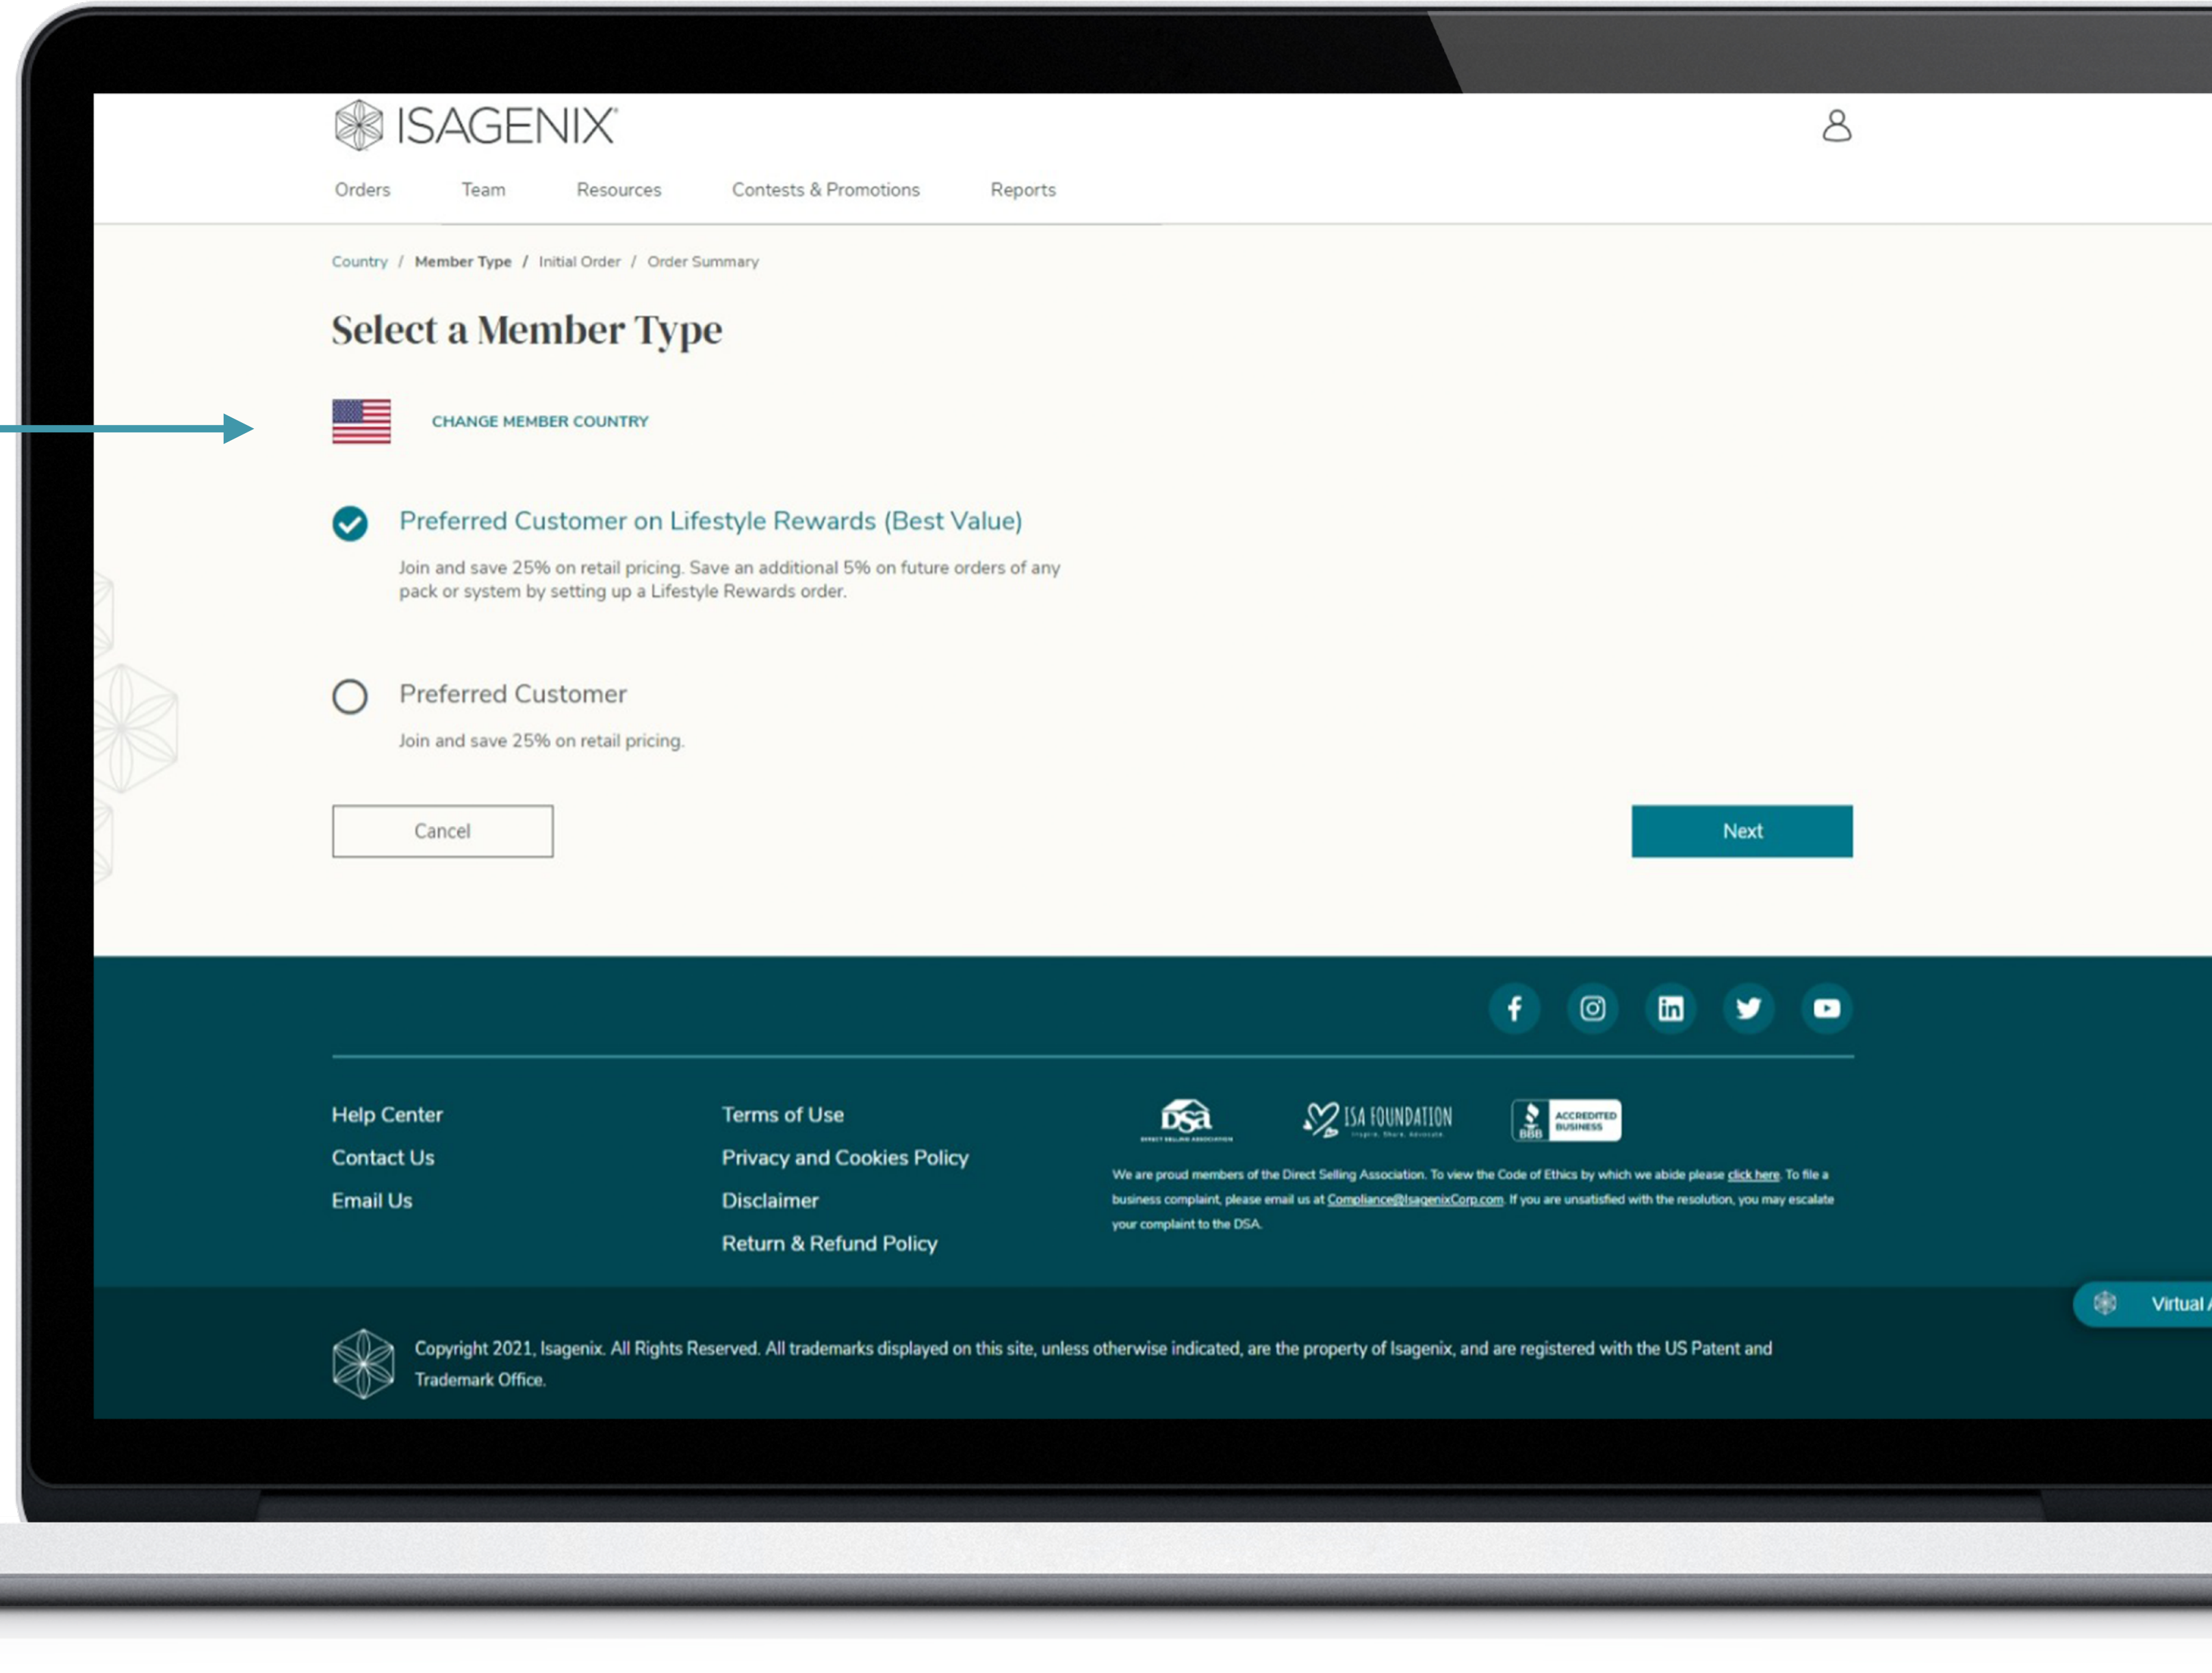 ISAGENIX
Orders Team Resources Contests & Promotions Reports
Country / Member Type / Initial Order / Order Summary
Select a Member Type
CHANGE MEMBER COUNTRY
Preferred Customer on Lifestyle Rewards (Best Value)
Join and save 25% on retail pricing. Save an additional 5% on future orders of any
pack or system by setting up a Lifestyle Rewards order.
Preferred Customer
Join and save 25% on retail pricing.
Cancel
Next
Help Center
Contact Us
Email Us
Terms of Use
Privacy and Cookies Policy
Disclaimer
Return & Refund Policy
DSA
DIRECT SELLING ASSOCIATION
ISA FOUNDATION
Inspire. Share. Advocate.
BBB
ACCREDITED
BUSINESS
We are proud members of the Direct Selling Association. To view the Code of Ethics by which we abide please click here. To file a
business complaint, please email us at Compliance@IsagenixCorp.com. If you are unsatisfied with the resolution, you may escalate
your complaint to the DSA.
Virtual
Copyright 2021, Isagenix. All Rights Reserved. All trademarks displayed on this site, unless otherwise indicated, are the property of Isagenix, and are registered with the US Patent and
Trademark Office.